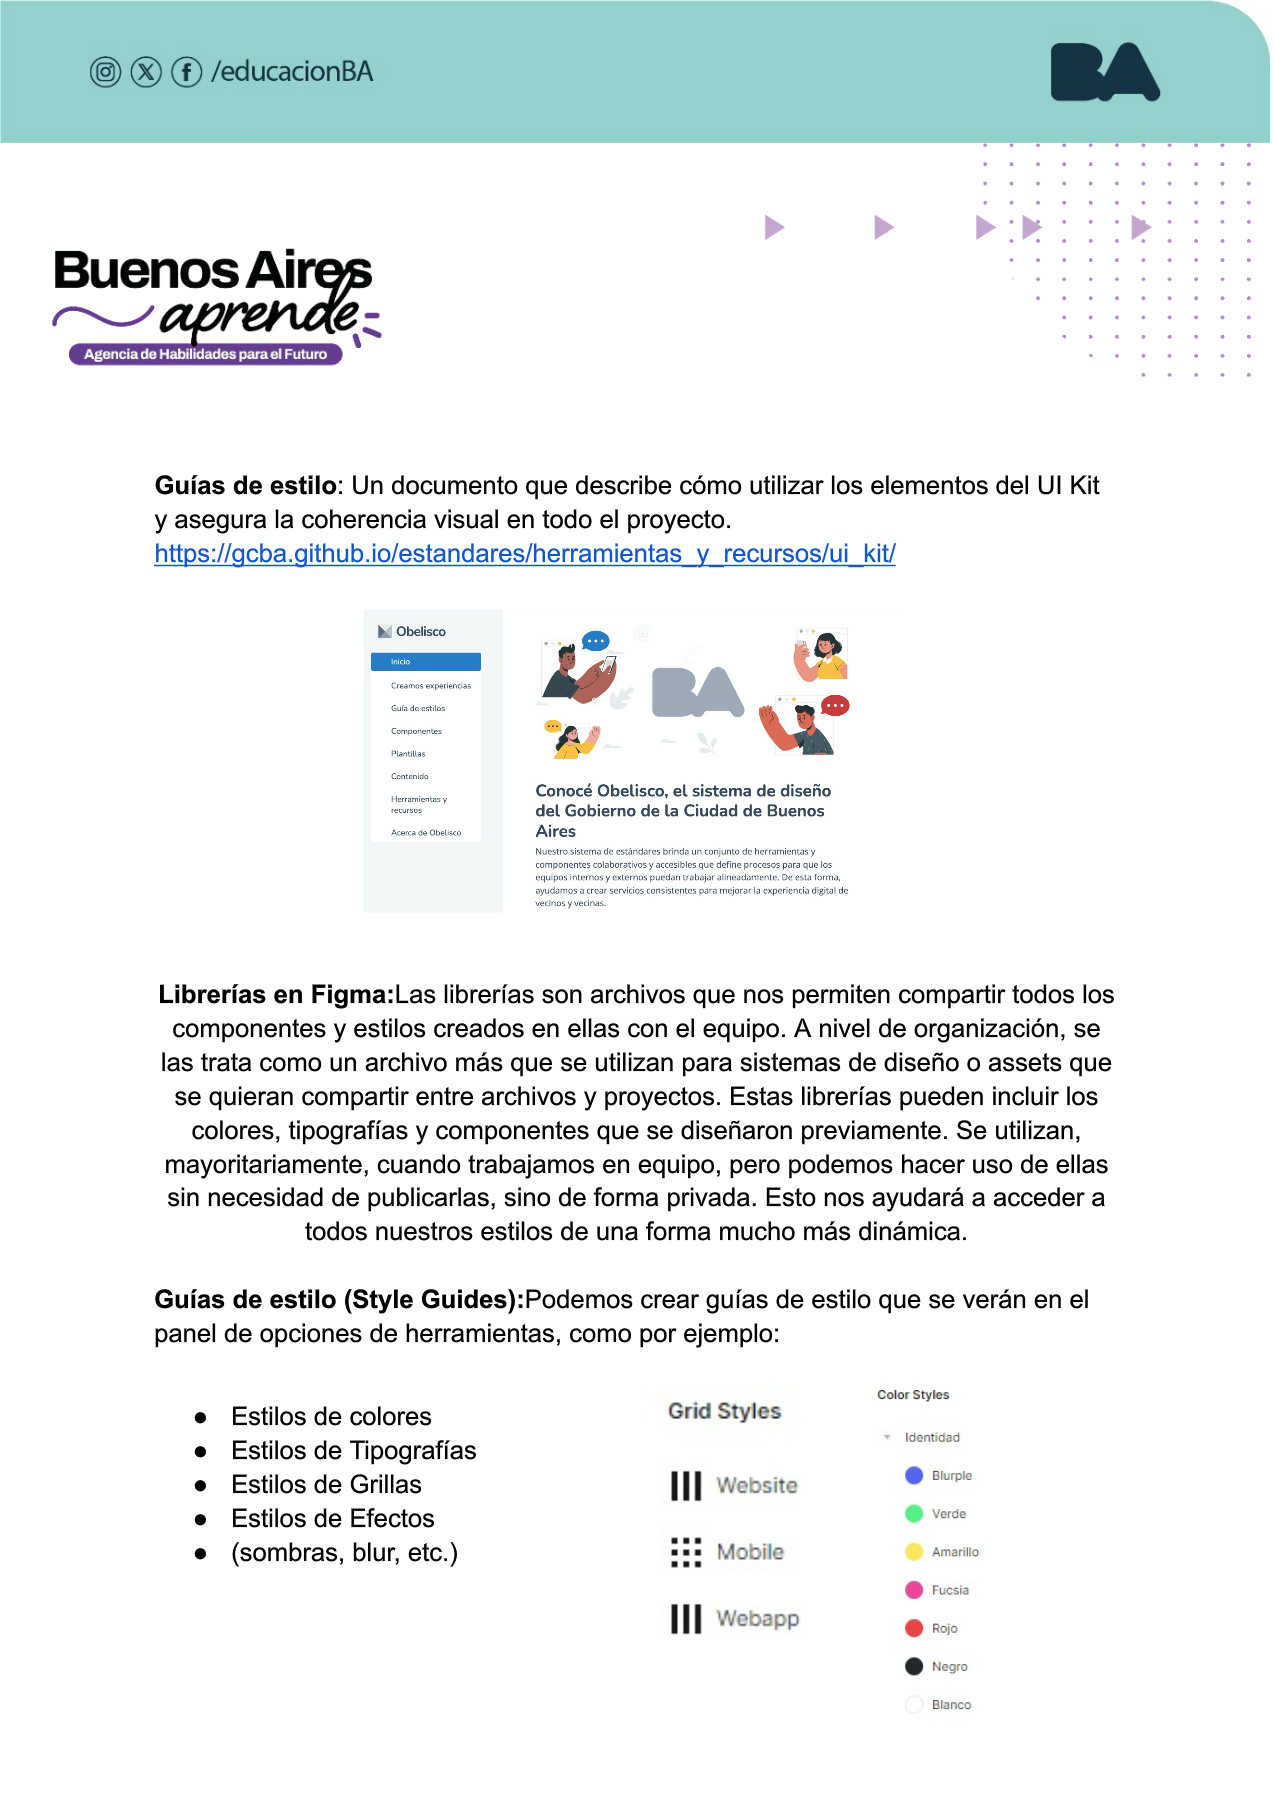 /educacionBA
BA
Buenos Aires
aprende
Agencia de Habilidades para el Futuro
Guías de estilo: Un documento que describe cómo utilizar los elementos del UI Kit
y asegura la coherencia visual en todo el proyecto.
https://gcba.github.io/estandares/herramientas_y_recursos/ui_kit/
Obelisco
Inicio
Creamos experiencias
Guía de estilos
Componentes
Plantillas
Contenido
Herramientas y
recursos
Acerca de Obelisco
BA
Conocé Obelisco, el sistema de diseño
del Gobierno de la Ciudad de Buenos
Aires
Nuestro sistema de estándares brinda un conjunto de herramientas y
componentes colaborativos y accesibles que define procesos para que los
equipos internos y externos puedan trabajar alineadamente. De esta forma,
ayudamos a crear servicios consistentes para mejorar la experiencia digital de
vecinos y vecinas.
Librerías en Figma:Las librerías son archivos que nos permiten compartir todos los
componentes y estilos creados en ellas con el equipo. A nivel de organización, se
las trata como un archivo más que se utilizan para sistemas de diseño o assets que
se quieran compartir entre archivos y proyectos. Estas librerías pueden incluir los
colores, tipografías y componentes que se diseñaron previamente. Se utilizan,
mayoritariamente, cuando trabajamos en equipo, pero podemos hacer uso de ellas
sin necesidad de publicarlas, sino de forma privada. Esto nos ayudará a acceder a
todos nuestros estilos de una forma mucho más dinámica.
Guías de estilo (Style Guides):Podemos crear guías de estilo que se verán en el
panel de opciones de herramientas, como por ejemplo:
● Estilos de colores
● Estilos de Tipografías
● Estilos de Grillas
● Estilos de Efectos
● (sombras, blur, etc.)
Grid Styles
Website
Mobile
Webapp
Color Styles
Identidad
Blurple
Verde
Amarillo
Fucsia
Rojo
Negro
Blanco